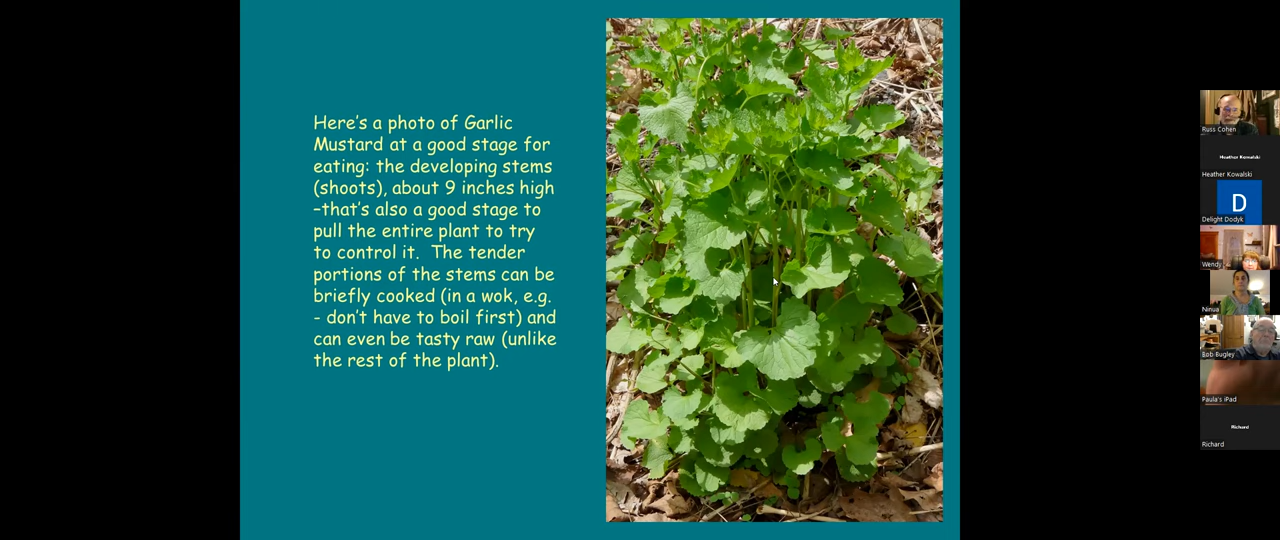 Here's a photo of Garlic
Mustard at a good stage for
eating: the developing stems
(shoots), about 9 inches high
–that's also a good stage to
pull the entire plant to try
to control it.  The tender
portions of the stems can be
briefly cooked (in a wok, e.g.
- don't have to boil first) and
can even be tasty raw (unlike
the rest of the plant).
Russ Cohen
Heather Kowalski
Heather Kowalski
D
Delight Dodyk
Wendy
Ninua
Bob Bugley
Paula's iPad
Richard
Richard